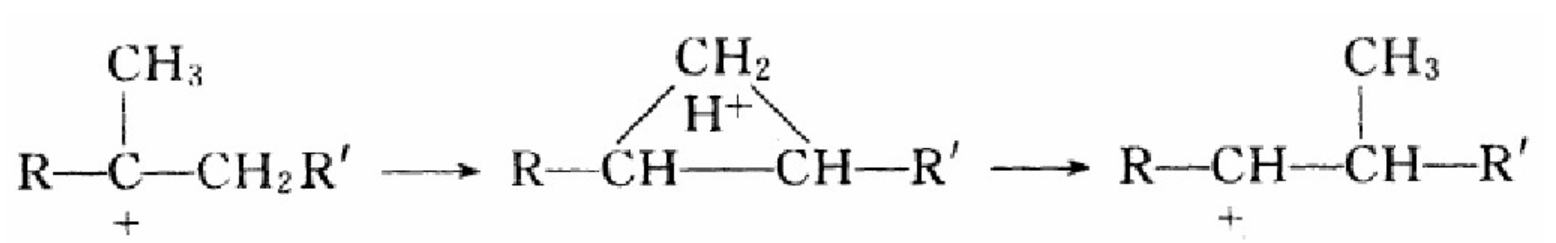 CH₃ CH₂ CH₃
H⁺
R—C—CH₂R′ ⟶ R—CH—CH—R′ ⟶ R—CH—CH—R′
+ +